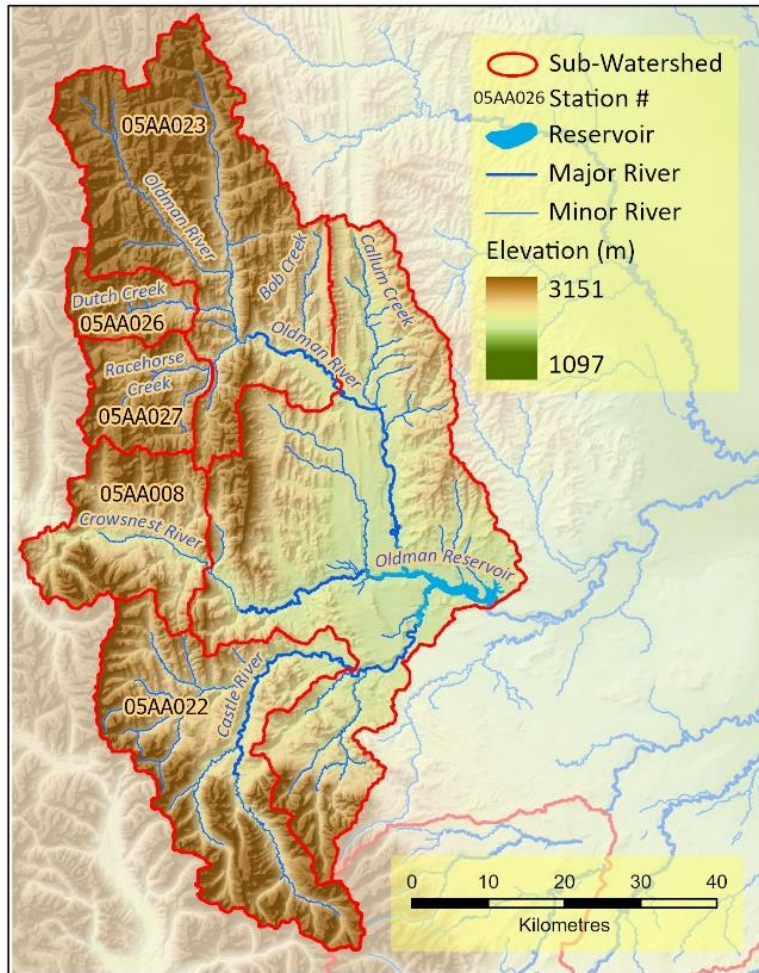 Sub-Watershed
05AA026 Station #
Reservoir
Major River
Minor River
Elevation (m)
3151
1097
05AA023
Oldman River
Bob Creek
Callum Creek
Dutch Creek
05AA026
Oldman River
Racehorse
Creek
05AA027
05AA008
Crowsnest River
Oldman Reservoir
Castle River
05AA022
0 10 20 30 40
Kilometres